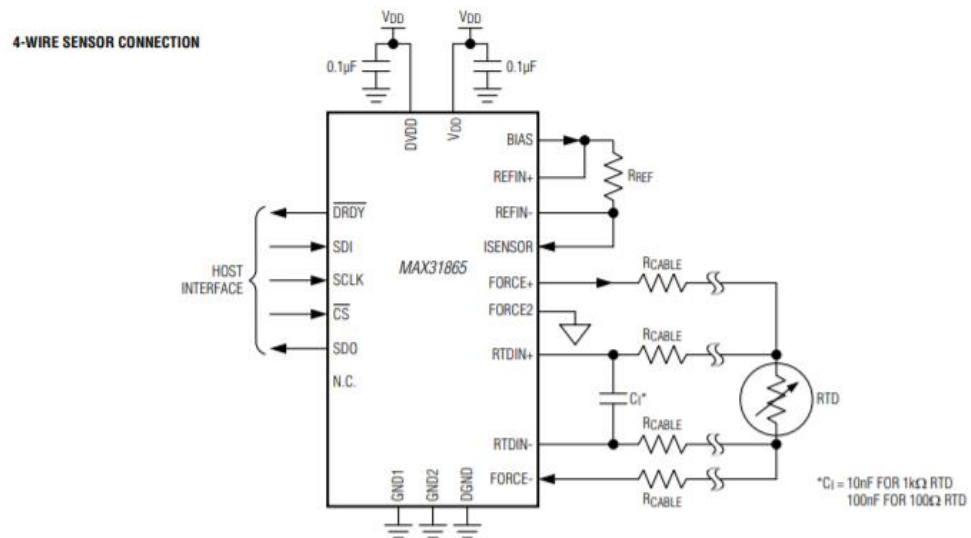 4-WIRE SENSOR CONNECTION
VDD
VDD
0.1µF
0.1µF
DVDD
VDD
BIAS
REFIN+
RREF
REFIN-
DRDY
ISENSOR
SDI
MAX31865
HOST
INTERFACE
SCLK
FORCE+
RCABLE
CS
FORCE2
SDO
RTDIN+
RCABLE
N.C.
CI*
RTD
RTDIN-
RCABLE
FORCE-
RCABLE
GND1
GND2
DGND
*CI = 10nF FOR 1kΩ RTD
100nF FOR 100Ω RTD